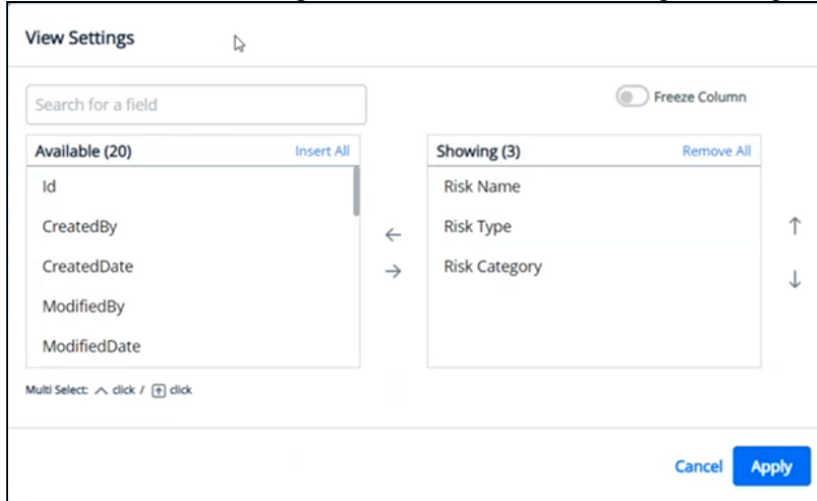 View Settings
Search for a field
Freeze Column
Available (20) Insert All
Id
CreatedBy
CreatedDate
ModifiedBy
ModifiedDate
Showing (3) Remove All
Risk Name
Risk Type
Risk Category
Multi Select: click / click
Cancel Apply